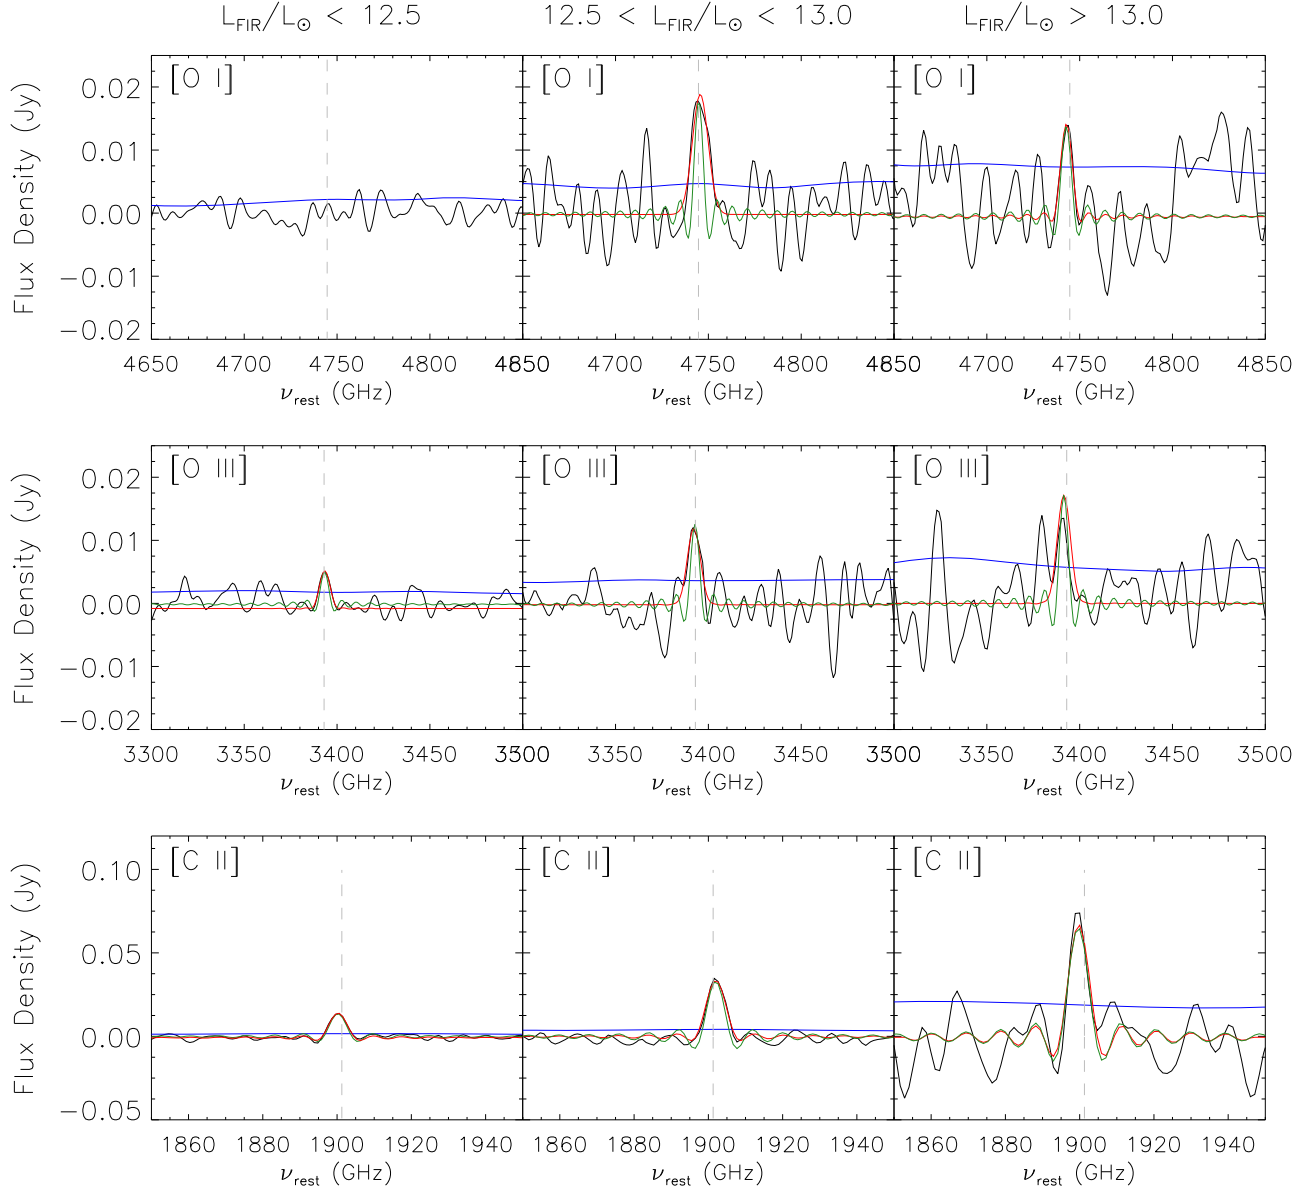 L_FIR/L_⊙ < 12.5 12.5 < L_FIR/L_⊙ < 13.0 L_FIR/L_⊙ > 13.0
[O I] [O I] [O I]
0.02
0.01
0.00
−0.01
−0.02
Flux Density (Jy)
4650 4700 4750 4800 4850 4700 4750 4800 4850 4700 4750 4800 4850
ν_rest (GHz) ν_rest (GHz) ν_rest (GHz)
[O III] [O III] [O III]
0.02
0.01
0.00
−0.01
−0.02
Flux Density (Jy)
3300 3350 3400 3450 3500 3350 3400 3450 3500 3350 3400 3450 3500
ν_rest (GHz) ν_rest (GHz) ν_rest (GHz)
[C II] [C II] [C II]
0.10
0.05
0.00
−0.05
Flux Density (Jy)
1860 1880 1900 1920 1940 1860 1880 1900 1920 1940 1860 1880 1900 1920 1940
ν_rest (GHz) ν_rest (GHz) ν_rest (GHz)